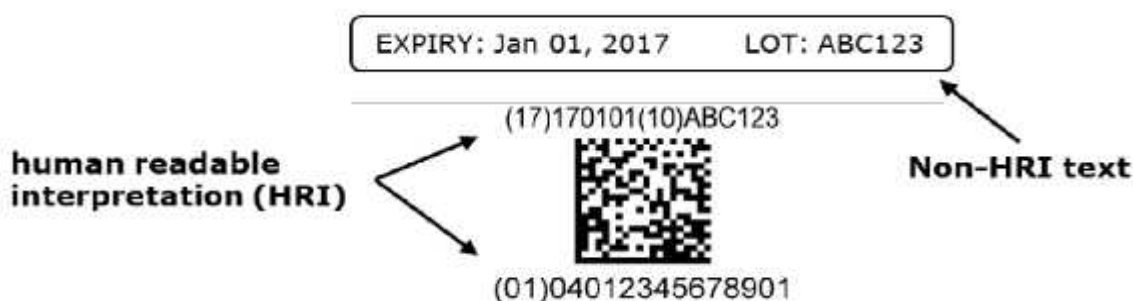 EXPIRY: Jan 01, 2017 LOT: ABC123
(17)170101(10)ABC123
human readable
interpretation (HRI)
Non-HRI text
(01)04012345678901